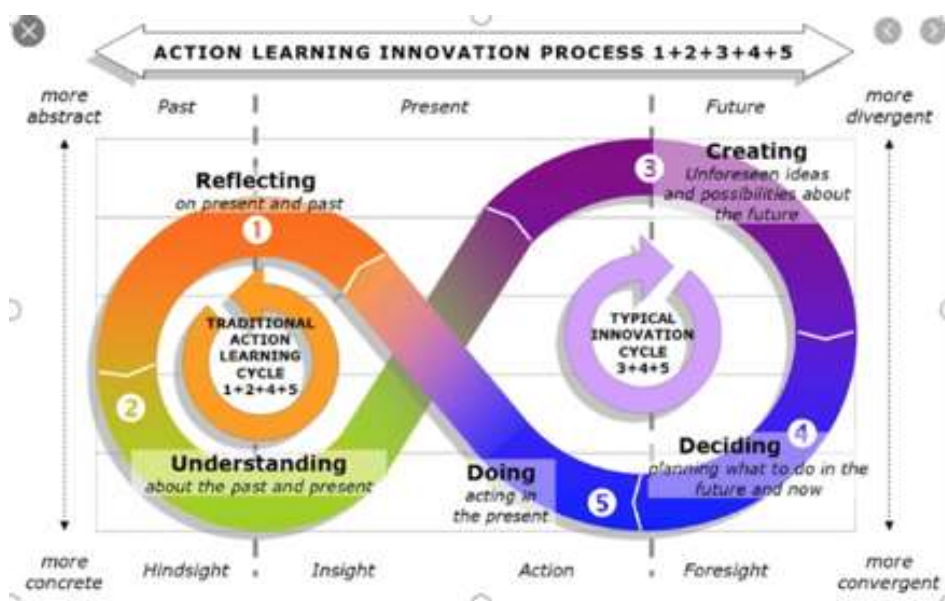 ACTION LEARNING INNOVATION PROCESS 1+2+3+4+5
more
abstract
Past
Present
Future
more
divergent
Reflecting
on present and past
1
3
Creating
Unforeseen ideas
and possibilities about
the future
TRADITIONAL
ACTION
LEARNING
CYCLE
1+2+4+5
TYPICAL
INNOVATION
CYCLE
3+4+5
2
Understanding
about the past and present
Doing
acting in
the present
5
Deciding
4
planning what to do in the
future and now
more
concrete
Hindsight
Insight
Action
Foresight
more
convergent